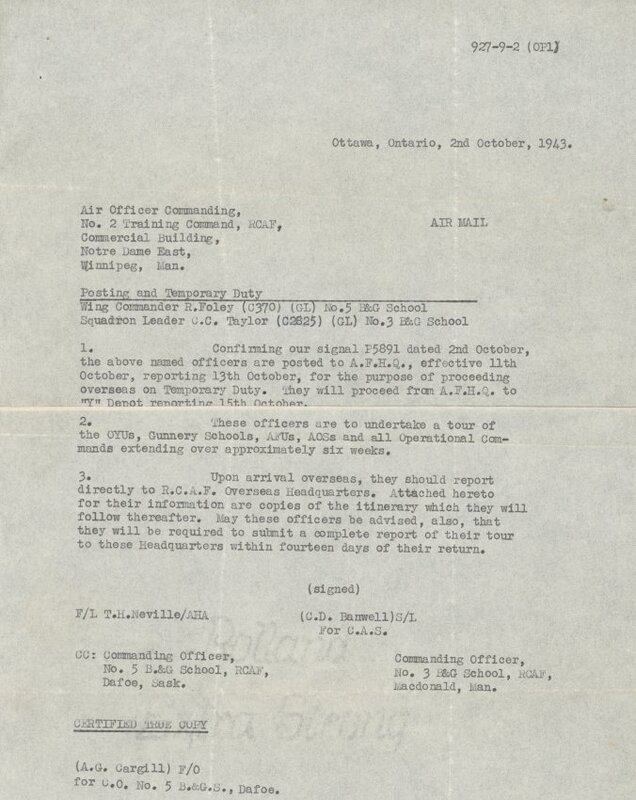 927-9-2 (OP1)
Ottawa, Ontario, 2nd October, 1943.
Air Officer Commanding,
No. 2 Training Command, RCAF,
AIR MAIL
Commercial Building,
Notre Dame East,
Winnipeg, Man.
Posting and Temporary Duty
Wing Commander R.Foley (C370) (GL) No.5 B&G School
Squadron Leader C.C. Taylor (C2825) (GL) No.3 B&G School
1. Confirming our signal P5891 dated 2nd October,
the above named officers are posted to A.F.H.Q., effective 11th
October, reporting 13th October, for the purpose of proceeding
overseas on Temporary Duty. They will proceed from A.F.H.Q. to
"Y" Depot reporting 15th October.
2. These officers are to undertake a tour of
the OTUs, Gunnery Schools, AFUs, AOSs and all Operational Com-
mands extending over approximately six weeks.
3. Upon arrival overseas, they should report
directly to R.C.A.F. Overseas Headquarters. Attached hereto
for their information are copies of the itinerary which they will
follow thereafter. May these officers be advised, also, that
they will be required to submit a complete report of their tour
to these Headquarters within fourteen days of their return.
(signed)
F/L T.H.Neville/AHA
(C.D. Banwell)S/L
For C.A.S.
CC: Commanding Officer,
No. 5 B.&G School, RCAF,
Dafoe, Sask.
Commanding Officer,
No. 3 B&G School, RCAF,
Macdonald, Man.
CERTIFIED TRUE COPY
(A.G. Cargill) F/O
for C.O. No. 5 B.&G.S., Dafoe.